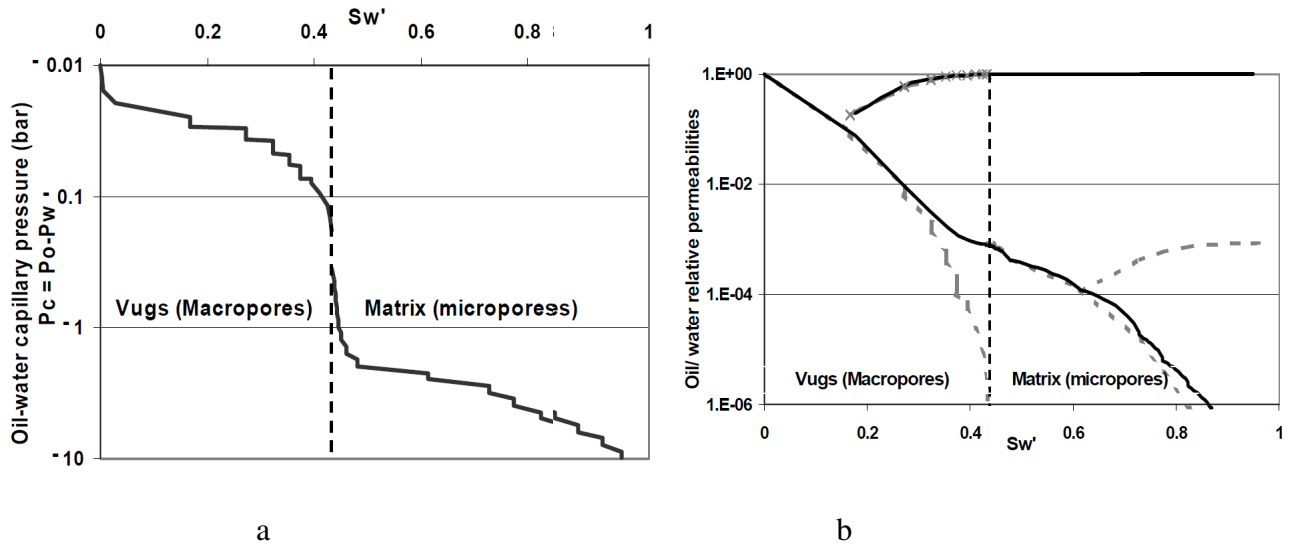 Sw'
0 0.2 0.4 0.6 0.8 1
- 0.01
- 0.1
- 1
- 10
Oil-water capillary pressure (bar)
Pc = Po-Pw
Vugs (Macropores)
Matrix (micropores)
a
1.E+00
1.E-02
1.E-04
1.E-06
Oil/ water relative permeabilities
Vugs (Macropores)
Matrix (micropores)
0 0.2 0.4 0.6 0.8 1
Sw'
b